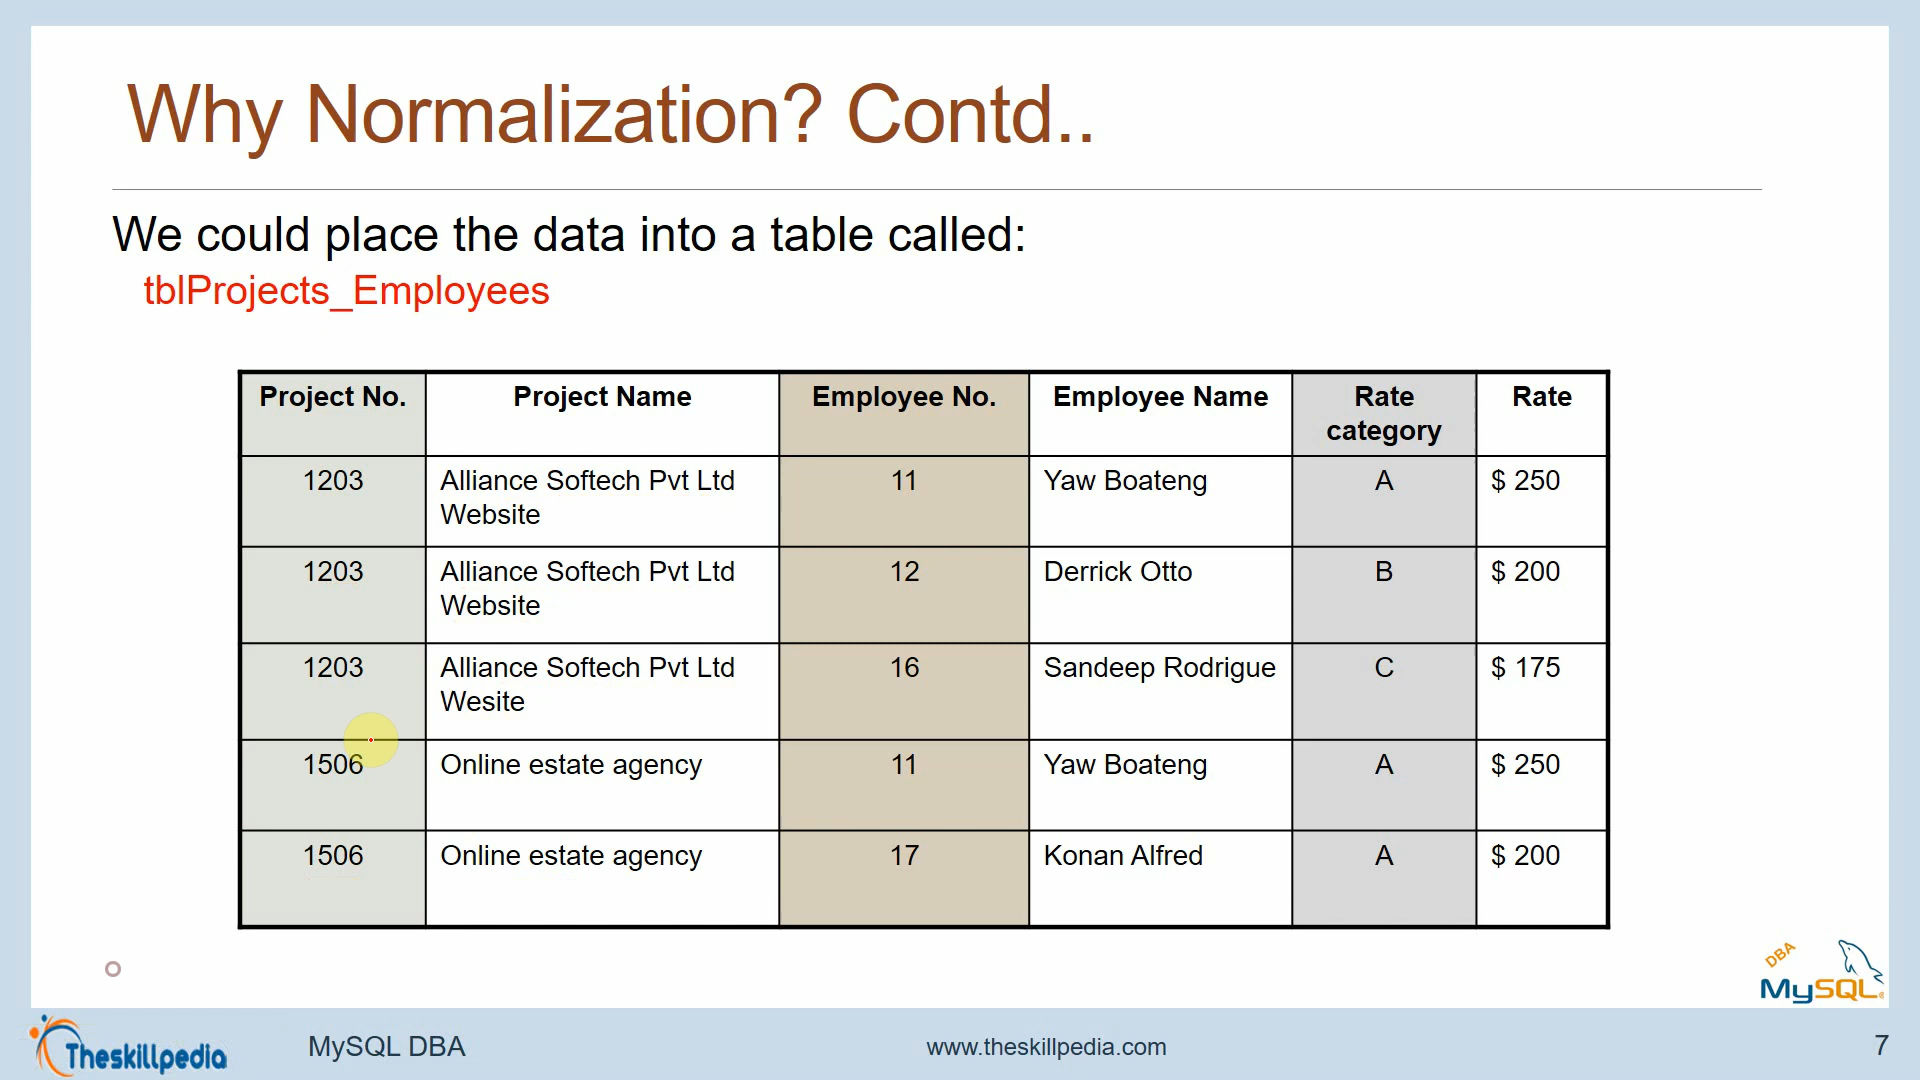 Why Normalization? Contd..
We could place the data into a table called:
tblProjects_Employees
Project No. Project Name Employee No. Employee Name Rate category Rate
1203 Alliance Softech Pvt Ltd Website 11 Yaw Boateng A $ 250
1203 Alliance Softech Pvt Ltd Website 12 Derrick Otto B $ 200
1203 Alliance Softech Pvt Ltd Wesite 16 Sandeep Rodrigue C $ 175
1506 Online estate agency 11 Yaw Boateng A $ 250
1506 Online estate agency 17 Konan Alfred A $ 200
DBA
MySQL
Theskillpedia
MySQL DBA
www.theskillpedia.com
7